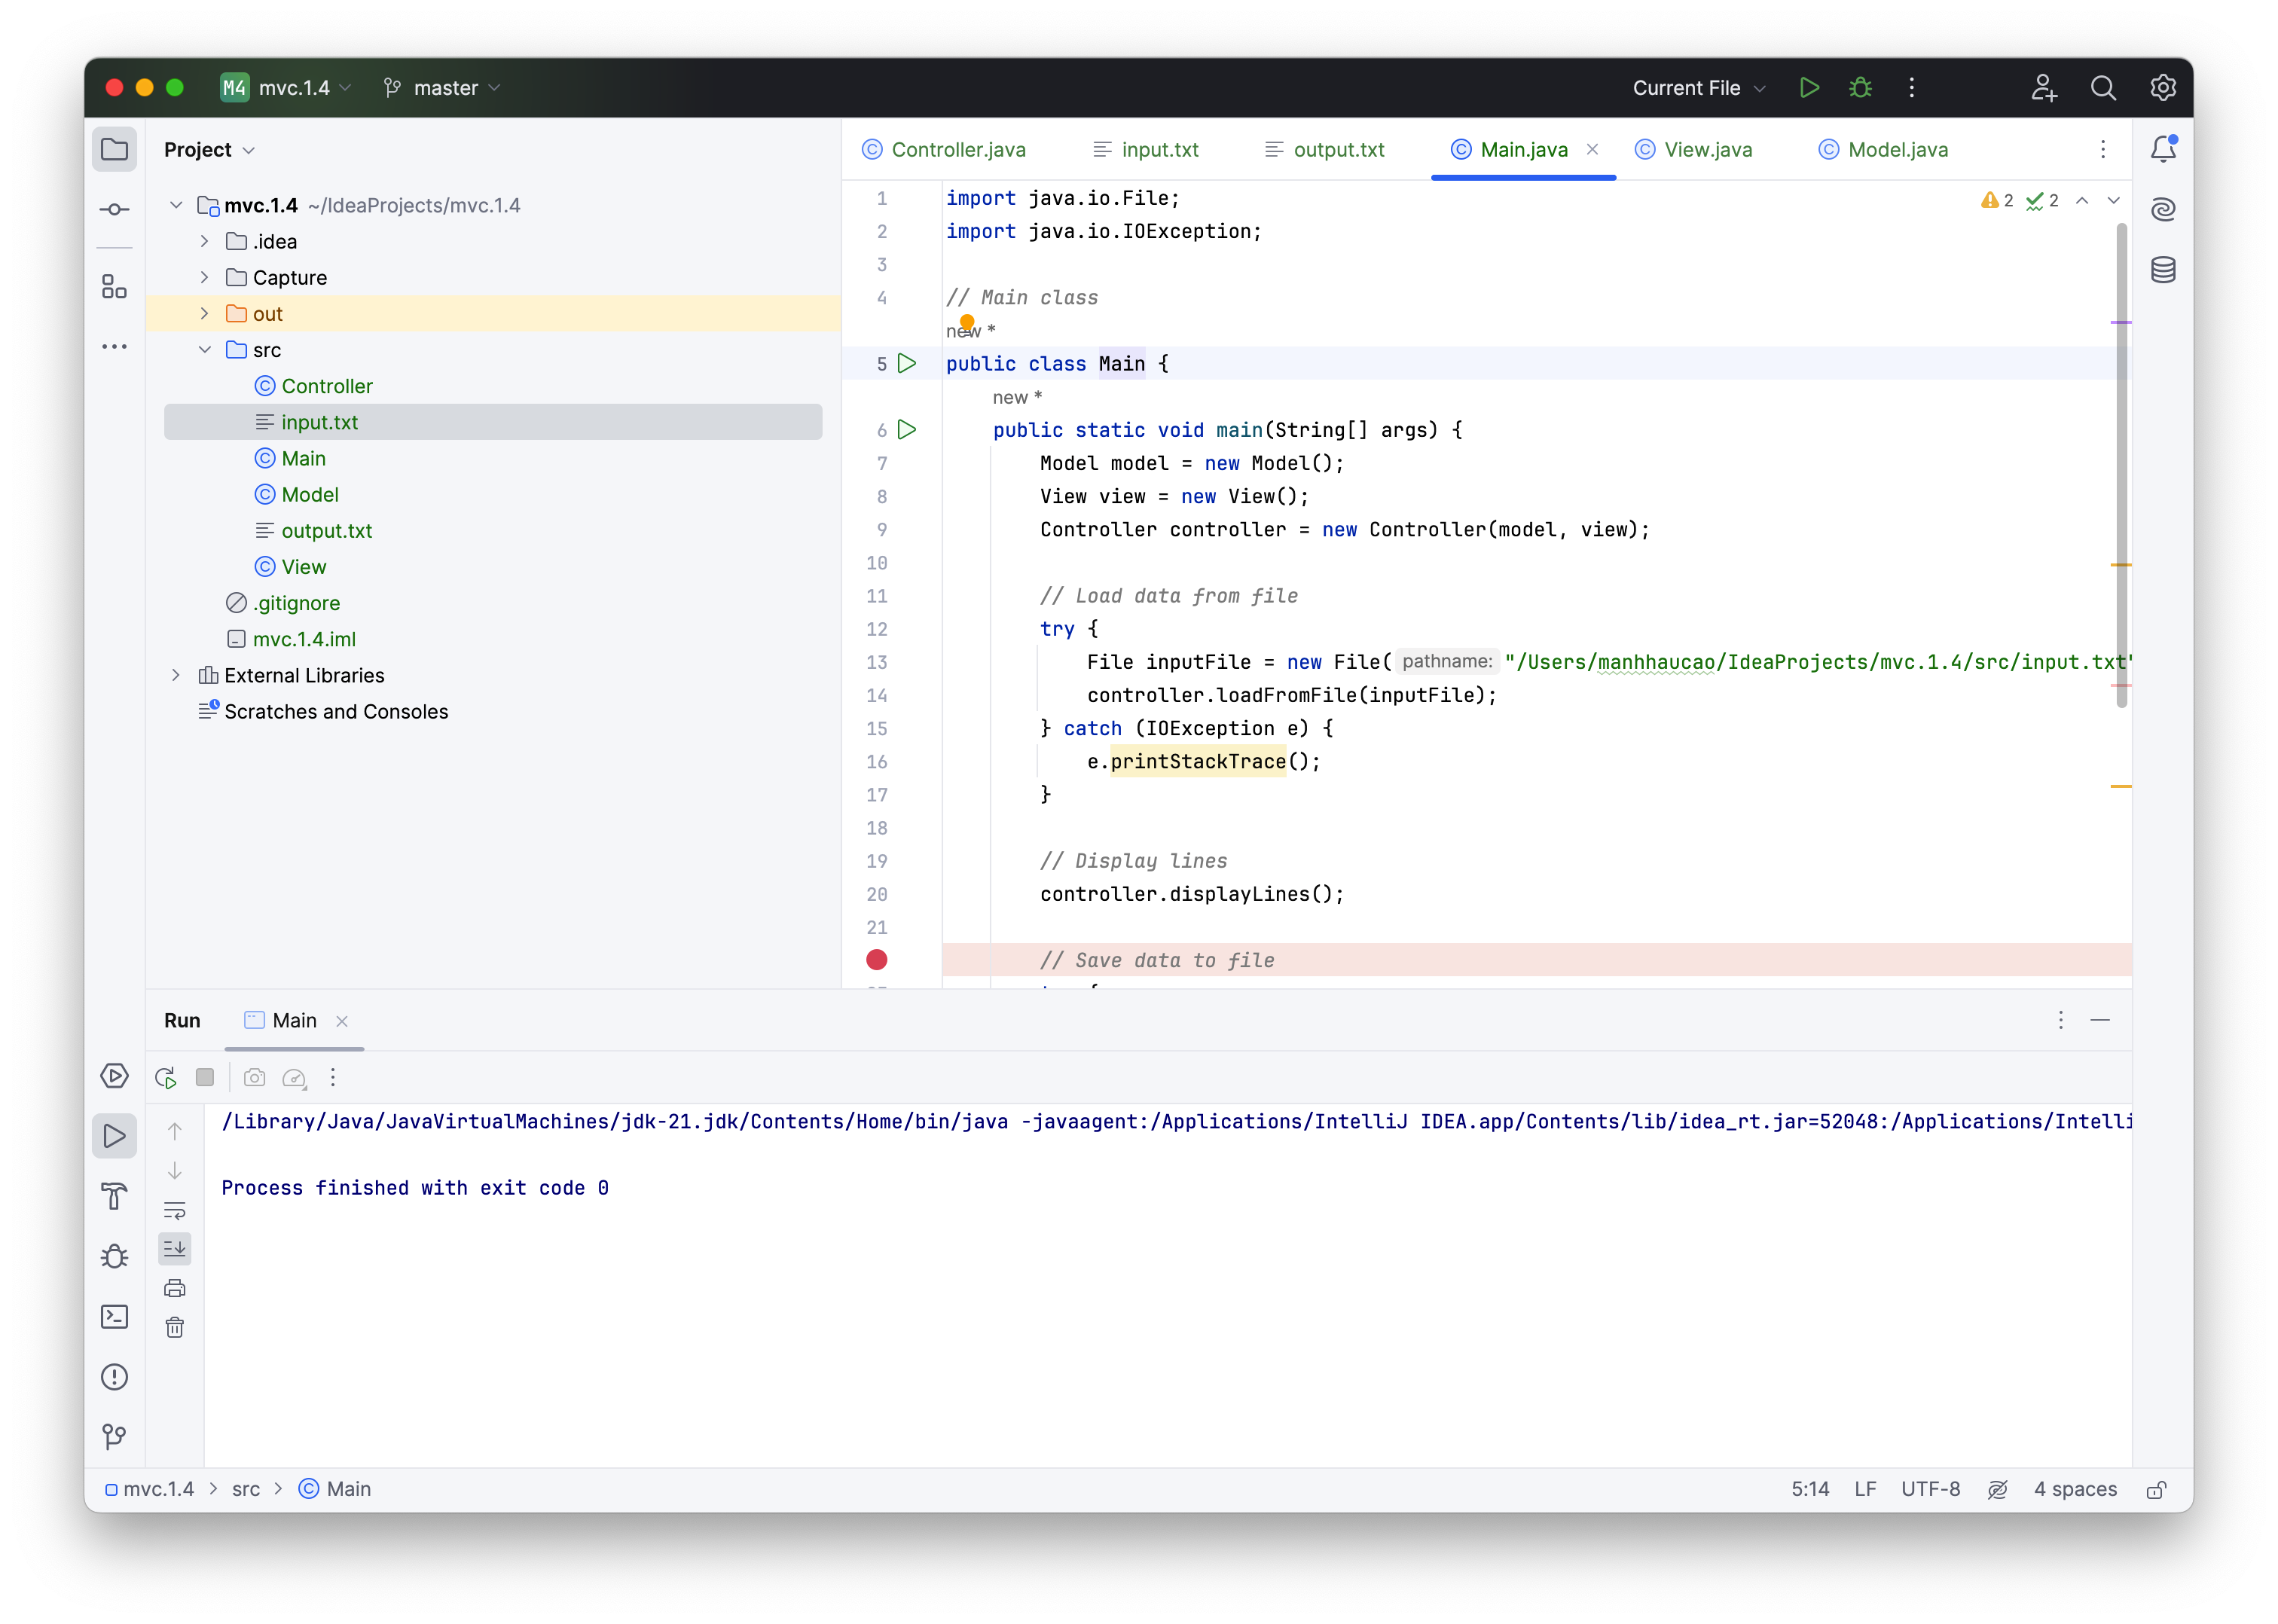 M4 mvc.1.4 master Current File
Project
mvc.1.4 ~/IdeaProjects/mvc.1.4
.idea
Capture
out
src
Controller
input.txt
Main
Model
output.txt
View
.gitignore
mvc.1.4.iml
External Libraries
Scratches and Consoles
Controller.java input.txt output.txt Main.java View.java Model.java
2 2
1 import java.io.File;
2 import java.io.IOException;
3
4 // Main class
new *
5 public class Main {
new *
6 public static void main(String[] args) {
7 Model model = new Model();
8 View view = new View();
9 Controller controller = new Controller(model, view);
10
11 // Load data from file
12 try {
13 File inputFile = new File( pathname: "/Users/manhhaucao/IdeaProjects/mvc.1.4/src/input.txt"
14 controller.loadFromFile(inputFile);
15 } catch (IOException e) {
16 e.printStackTrace();
17 }
18
19 // Display lines
20 controller.displayLines();
21
// Save data to file
Run Main
/Library/Java/JavaVirtualMachines/jdk-21.jdk/Contents/Home/bin/java -javaagent:/Applications/IntelliJ IDEA.app/Contents/lib/idea_rt.jar=52048:/Applications/Intelli
Process finished with exit code 0
mvc.1.4 > src > Main 5:14 LF UTF-8 4 spaces